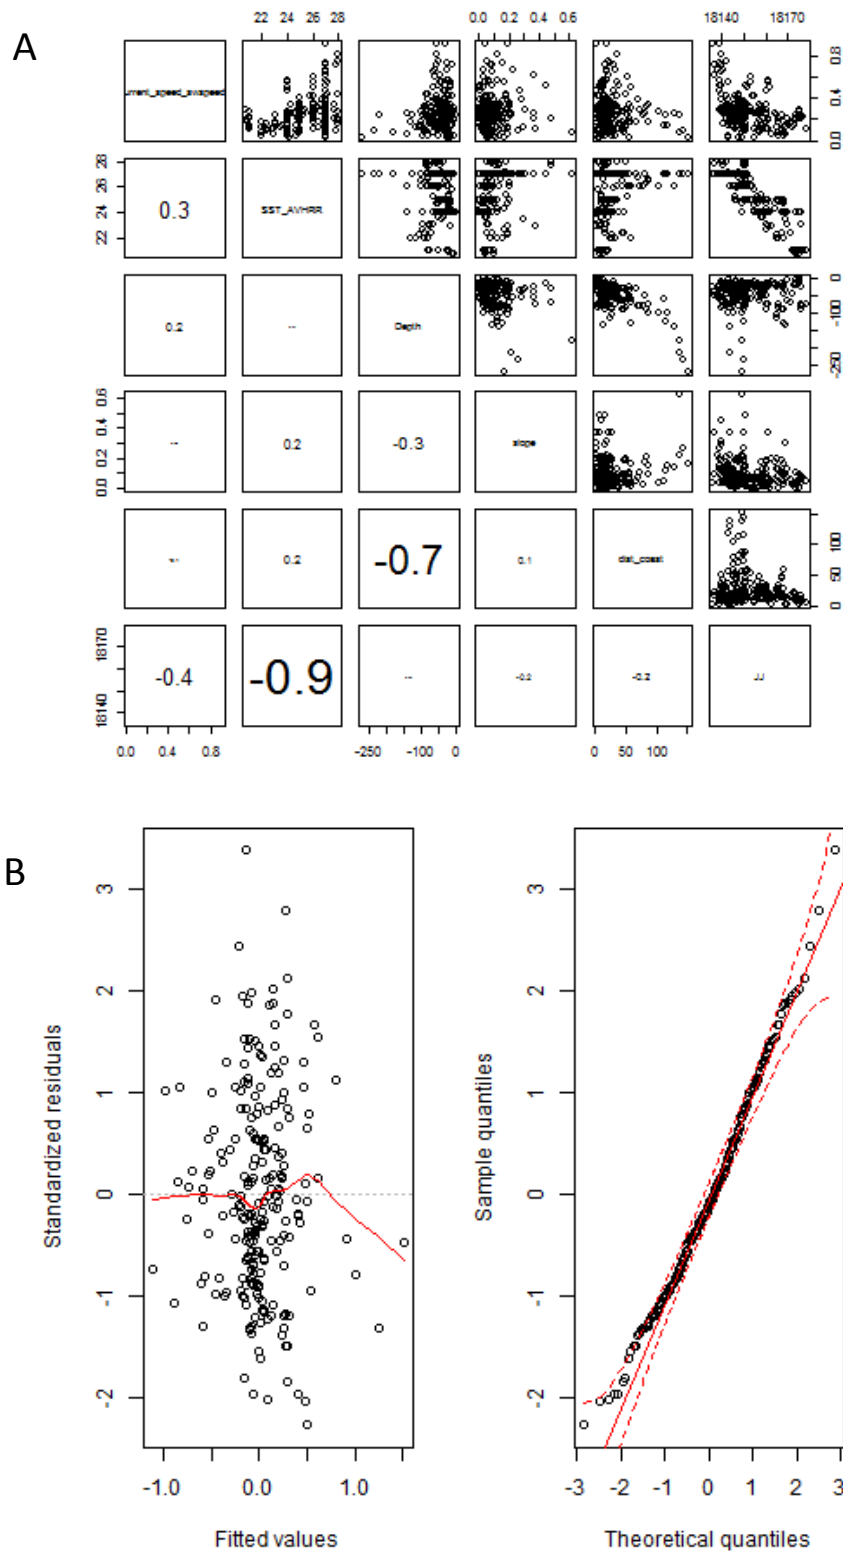 22 24 26 28 0.0 0.2 0.4 0.6 18140 18170
A
0.0 0.4 0.8
SST_AVHRR
0.3
22 24 26 28
0.2
Depth
-250 -100 0
0.0 0.2 0.4 0.6
0.2
-0.3
slope
0.2
-0.7
0.1
dist_coast
0 50 100
18140 18170
-0.4
-0.9
-0.2
JJ
0.0 0.4 0.8 -250 -100 0 0 50 100
B
Standardized residuals
-2 -1 0 1 2 3
-1.0 0.0 1.0
Fitted values
Sample quantiles
-2 -1 0 1 2 3
-3 -2 -1 0 1 2 3
Theoretical quantiles